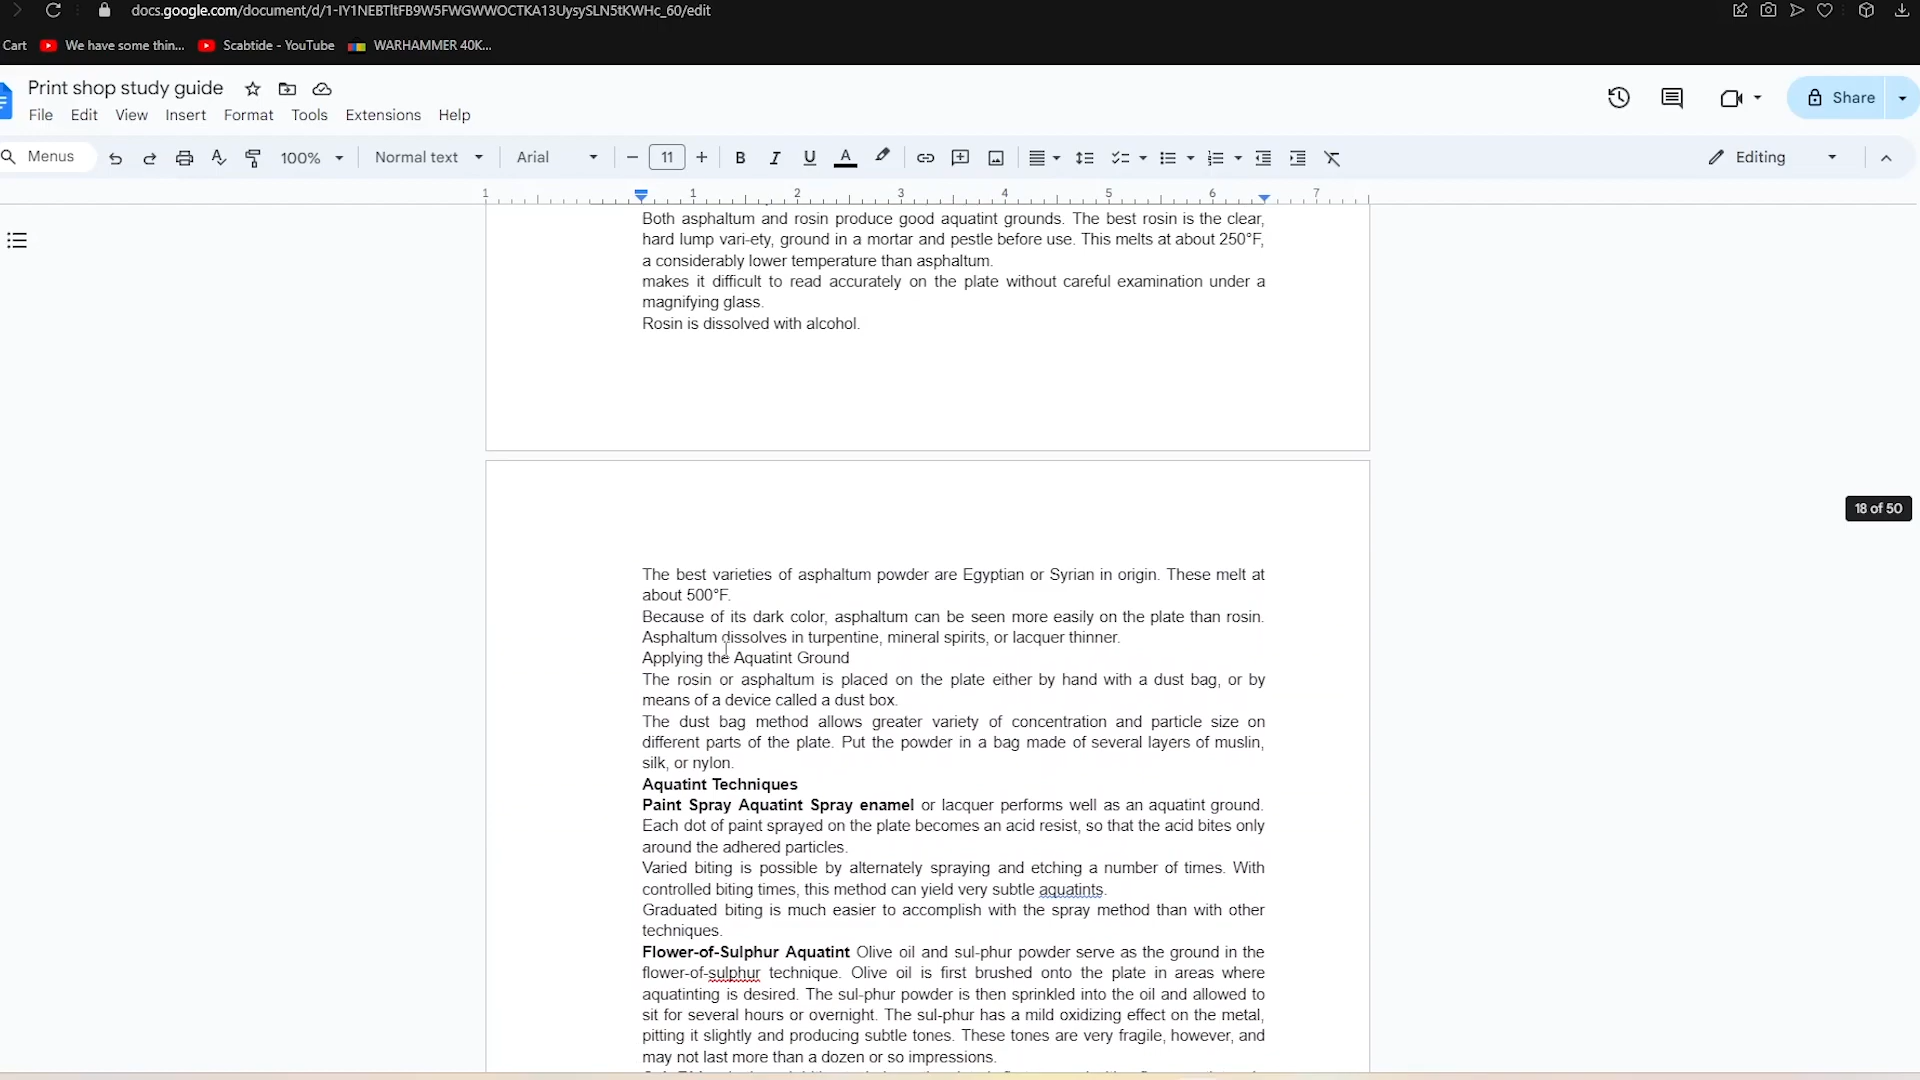 docs.google.com/document/d/1-IY1NEBTltFB9W5FWGWWOCTKA13UysySLN5tKWHc_60/edit
Cart We have some thin... Scabtide - YouTube WARHAMMER 40K...
Print shop study guide
File Edit View Insert Format Tools Extensions Help
Share
Menus 100% Normal text Arial 11 Editing
1 1 2 3 4 5 6 7
Both asphaltum and rosin produce good aquatint grounds. The best rosin is the clear,
hard lump vari-ety, ground in a mortar and pestle before use. This melts at about 250°F,
a considerably lower temperature than asphaltum.
makes it difficult to read accurately on the plate without careful examination under a
magnifying glass.
Rosin is dissolved with alcohol.
18 of 50
The best varieties of asphaltum powder are Egyptian or Syrian in origin. These melt at
about 500°F.
Because of its dark color, asphaltum can be seen more easily on the plate than rosin.
Asphaltum dissolves in turpentine, mineral spirits, or lacquer thinner.
Applying the Aquatint Ground
The rosin or asphaltum is placed on the plate either by hand with a dust bag, or by
means of a device called a dust box.
The dust bag method allows greater variety of concentration and particle size on
different parts of the plate. Put the powder in a bag made of several layers of muslin,
silk, or nylon.
Aquatint Techniques
Paint Spray Aquatint Spray enamel or lacquer performs well as an aquatint ground.
Each dot of paint sprayed on the plate becomes an acid resist, so that the acid bites only
around the adhered particles.
Varied biting is possible by alternately spraying and etching a number of times. With
controlled biting times, this method can yield very subtle aquatints.
Graduated biting is much easier to accomplish with the spray method than with other
techniques.
Flower-of-Sulphur Aquatint Olive oil and sul-phur powder serve as the ground in the
flower-of-sulphur technique. Olive oil is first brushed onto the plate in areas where
aquatinting is desired. The sul-phur powder is then sprinkled into the oil and allowed to
sit for several hours or overnight. The sul-phur has a mild oxidizing effect on the metal,
pitting it slightly and producing subtle tones. These tones are very fragile, however, and
may not last more than a dozen or so impressions.